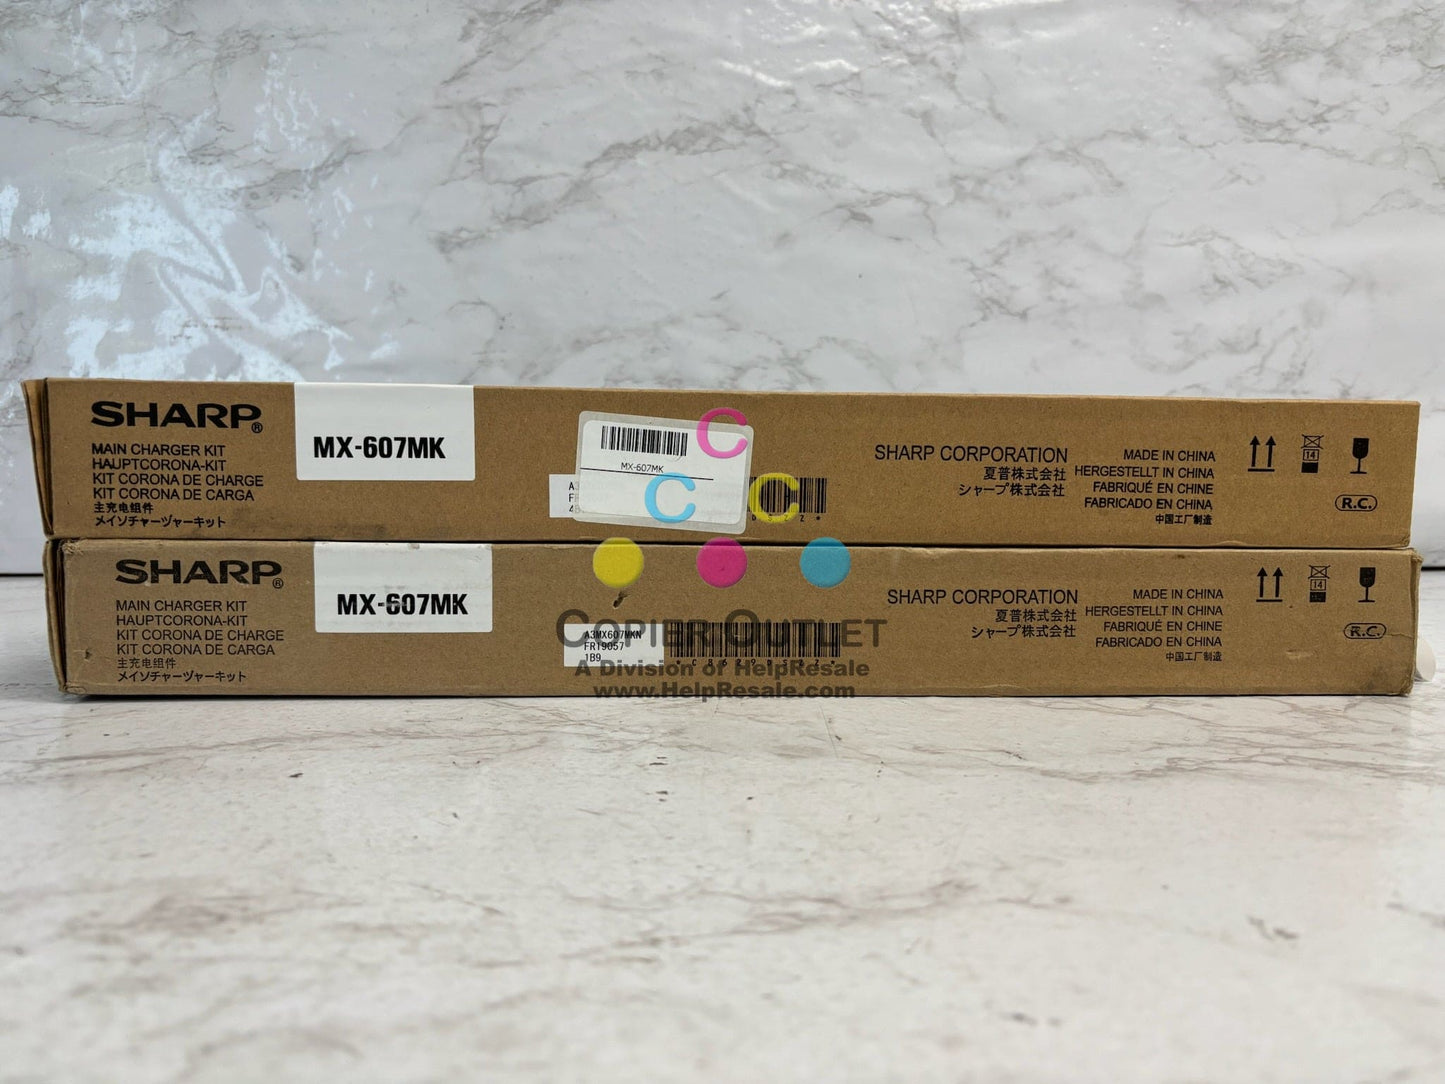 SHARP®
MAIN CHARGER KIT
HAUPTCORONA-KIT
KIT CORONA DE CHARGE
KIT CORONA DE CARGA
主充电组件
メインチャージャーキット
MX-607MK
MX-607MK
SHARP CORPORATION
夏普株式会社
シャープ株式会社
MADE IN CHINA
HERGESTELLT IN CHINA
FABRIQUÉ EN CHINE
FABRICADO EN CHINA
中国工厂制造
14
R.C.
C
C
C
SHARP®
MAIN CHARGER KIT
HAUPTCORONA-KIT
KIT CORONA DE CHARGE
KIT CORONA DE CARGA
主充电组件
メインチャージャーキット
MX-607MK
A3MX607MKN
FR19057
1B9
SHARP CORPORATION
夏普株式会社
シャープ株式会社
MADE IN CHINA
HERGESTELLT IN CHINA
FABRIQUÉ EN CHINE
FABRICADO EN CHINA
中国工厂制造
14
R.C.
COPIER OUTLET
A Division of HelpResale
www.HelpResale.com